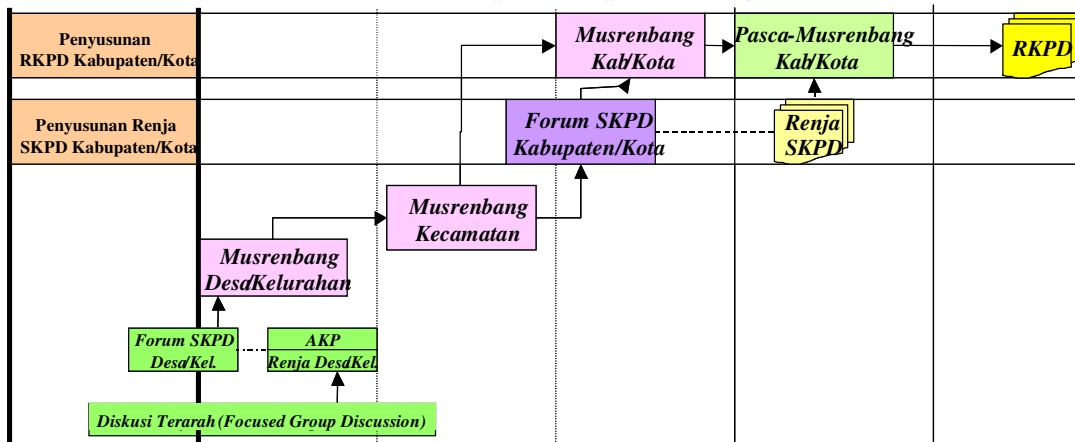 Penyusunan
RKPD Kabupaten/Kota
Musrenbang
Kab/Kota
Pasca-Musrenbang
Kab/Kota
RKPD
Penyusunan Renja
SKPD Kabupaten/Kota
Forum SKPD
Kabupaten/Kota
Renja
SKPD
Musrenbang
Kecamatan
Musrenbang
Desa/Kelurahan
Forum SKPD
Desa/Kel.
AKP
Renja Desa/Kel.
Diskusi Terarah (Focused Group Discussion)